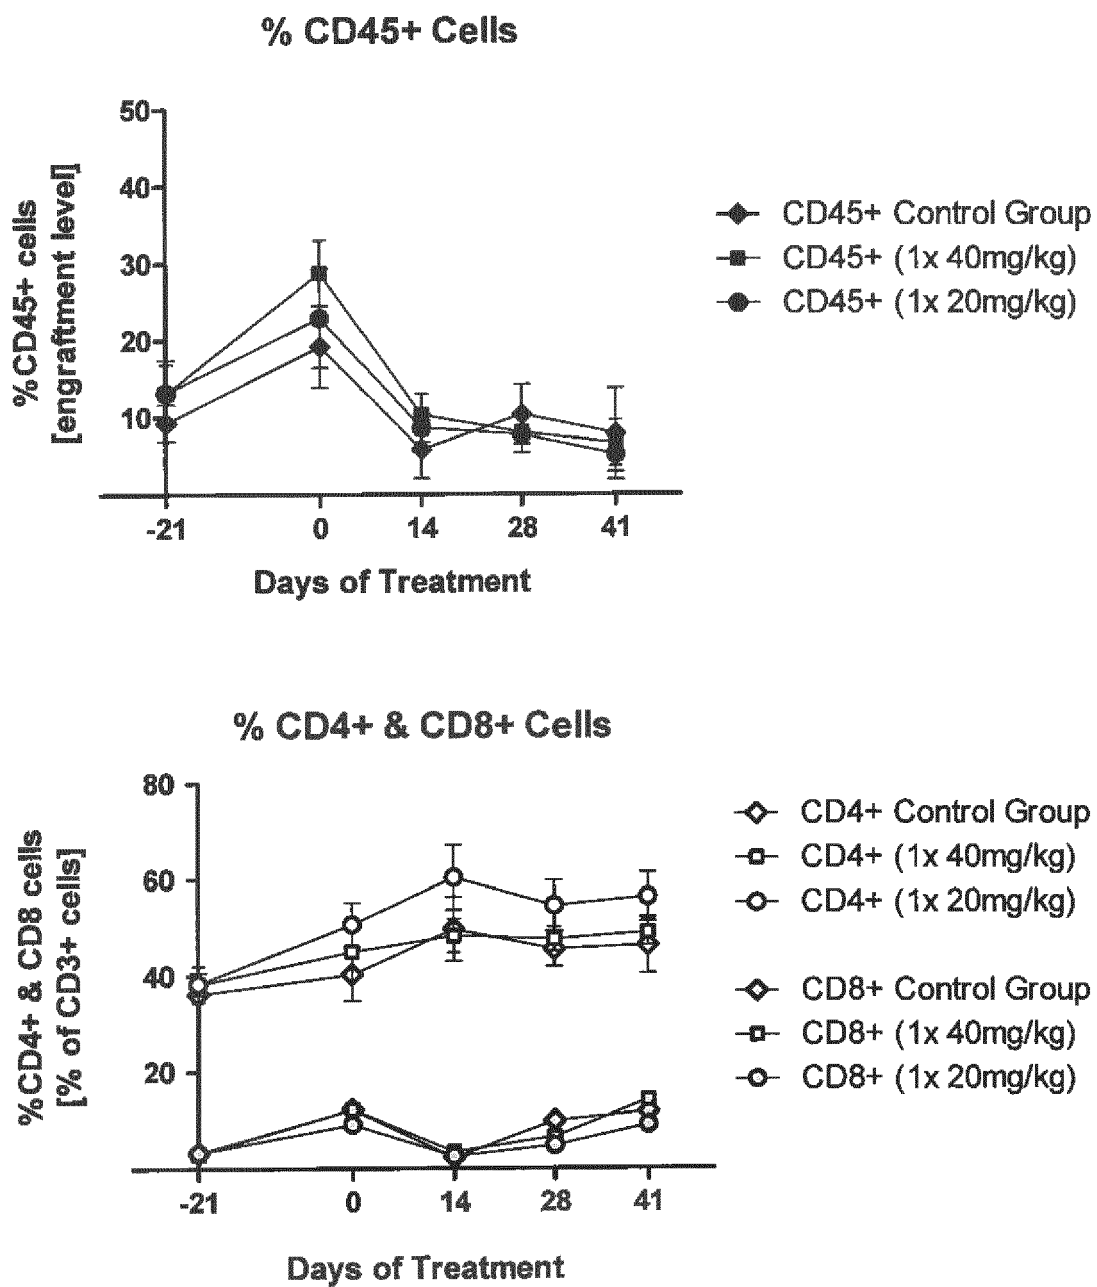 % CD45+ Cells
50
40
30
20
10
%CD45+ cells
[engraftment level]
-21 0 14 28 41
Days of Treatment
CD45+ Control Group
CD45+ (1x 40mg/kg)
CD45+ (1x 20mg/kg)
% CD4+ & CD8+ Cells
80
60
40
20
%CD4+ & CD8 cells
[% of CD3+ cells]
-21 0 14 28 41
Days of Treatment
CD4+ Control Group
CD4+ (1x 40mg/kg)
CD4+ (1x 20mg/kg)
CD8+ Control Group
CD8+ (1x 40mg/kg)
CD8+ (1x 20mg/kg)